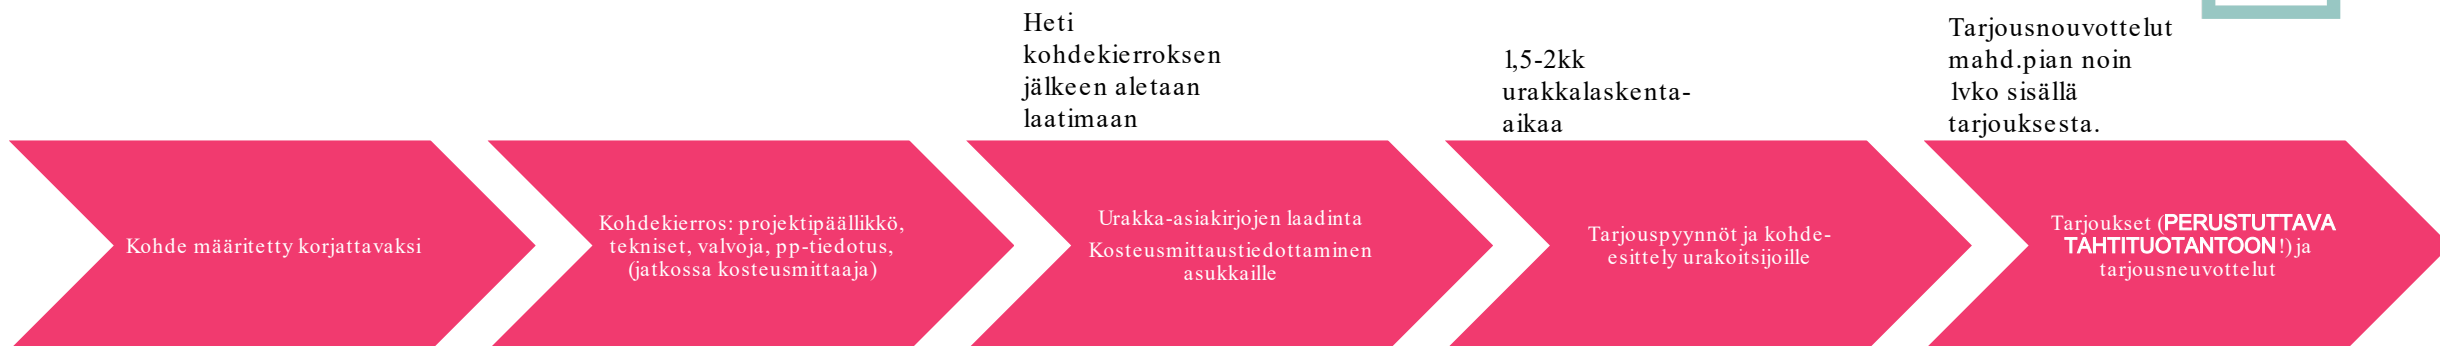 Heti
kohdekierroksen
jälkeen aletaan
laatimaan
1,5-2kk
urakkalaskenta-
aikaa
Tarjousnouvottelut
mahd.pian noin
1vko sisällä
tarjouksesta.
Kohde määritetty korjattavaksi
Kohdekierros: projektipäällikkö,
tekniset, valvoja, pp-tiedotus,
(jatkossa kosteusmittaaja)
Urakka-asiakirjojen laadinta
Kosteusmittaustiedottaminen
asukkaille
Tarjouspyynnöt ja kohde-
esittely urakoitsijoille
Tarjoukset (PERUSTUTTAVA
TAHTITUOTANTOON!) ja
tarjousneuvottelut